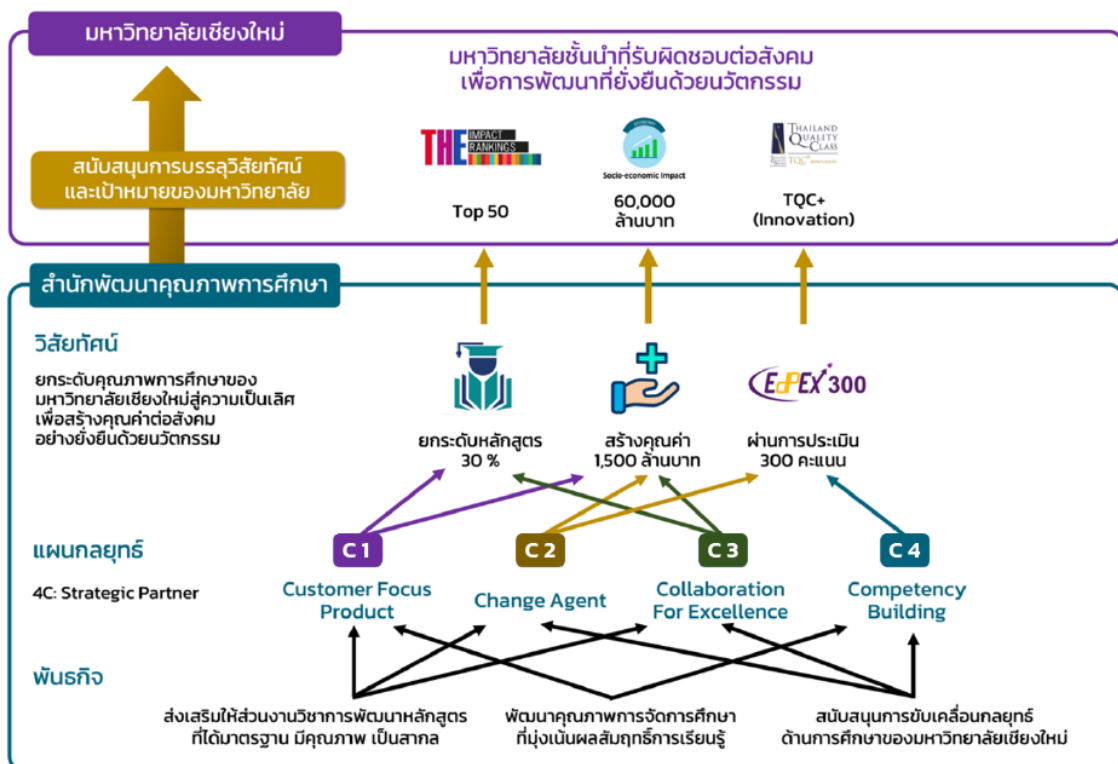 มหาวิทยาลัยเชียงใหม่
มหาวิทยาลัยชั้นนำที่รับผิดชอบต่อสังคม
เพื่อการพัฒนาที่ยั่งยืนด้วยนวัตกรรม
สนับสนุนการบรรลุวิสัยทัศน์
และเป้าหมายของมหาวิทยาลัย
THE IMPACT
RANKINGS
Top 50
ECONOMIC
Socio-economic Impact
60,000
ล้านบาท
THAILAND
QUALITY
CLASS
TQC+
(Innovation)
สำนักพัฒนาคุณภาพการศึกษา
วิสัยทัศน์
ยกระดับคุณภาพการศึกษาของ
มหาวิทยาลัยเชียงใหม่สู่ความเป็นเลิศ
เพื่อสร้างคุณค่าต่อสังคม
อย่างยั่งยืนด้วยนวัตกรรม
ยกระดับหลักสูตร
30 %
สร้างคุณค่า
1,500 ล้านบาท
EdPEX 300
ผ่านการประเมิน
300 คะแนน
แผนกลยุทธ์
4C: Strategic Partner
C 1
Customer Focus
Product
C 2
Change Agent
C 3
Collaboration
For Excellence
C 4
Competency
Building
พันธกิจ
ส่งเสริมให้ส่วนงานวิชาการพัฒนาหลักสูตร
ที่ได้มาตรฐาน มีคุณภาพ เป็นสากล
พัฒนาคุณภาพการจัดการศึกษา
ที่มุ่งเน้นผลสัมฤทธิ์การเรียนรู้
สนับสนุนการขับเคลื่อนกลยุทธ์
ด้านการศึกษาของมหาวิทยาลัยเชียงใหม่